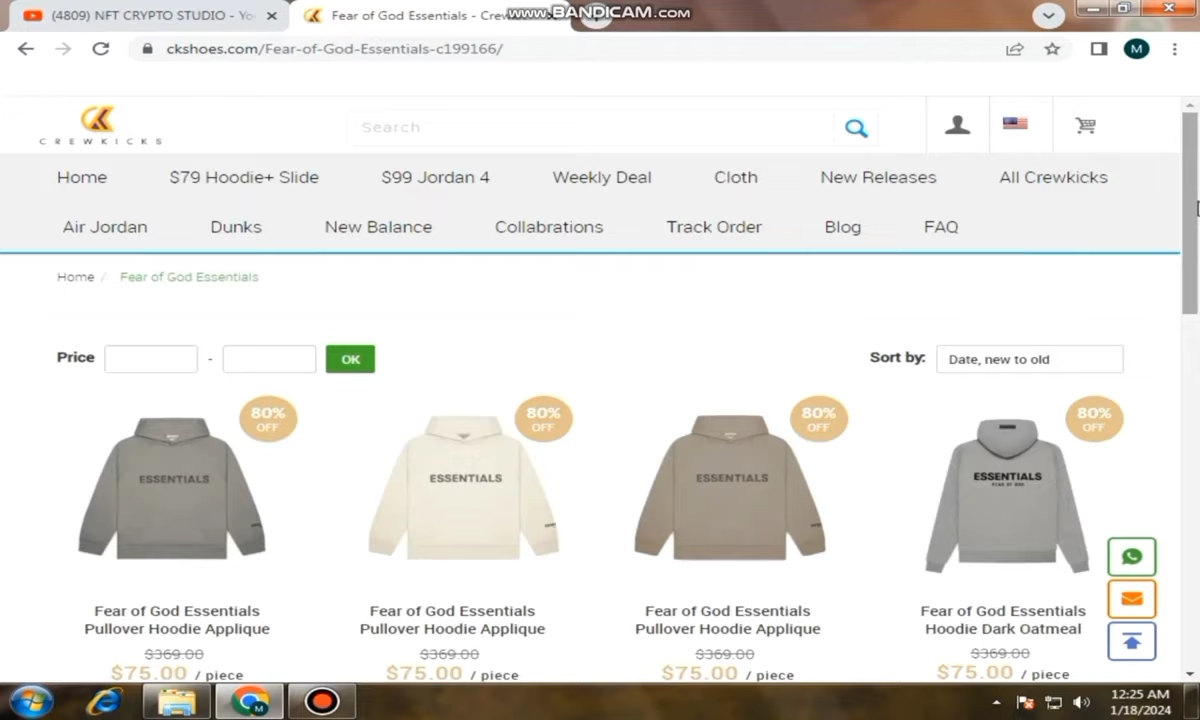 (4809) NFT CRYPTO STUDIO - Yo
Fear of God Essentials - Crew
www.BANDICAM.com
ckshoes.com/Fear-of-God-Essentials-c199166/
M
CK
CREWKICKS
Search
Home
$79 Hoodie+ Slide
$99 Jordan 4
Weekly Deal
Cloth
New Releases
All Crewkicks
Air Jordan
Dunks
New Balance
Collabrations
Track Order
Blog
FAQ
Home / Fear of God Essentials
Price
-
OK
Sort by:
Date, new to old
80%
OFF
80%
OFF
80%
OFF
80%
OFF
ESSENTIALS
ESSENTIALS
ESSENTIALS
ESSENTIALS
FEAR OF GOD
Fear of God Essentials
Pullover Hoodie Applique
$369.00
$75.00 / piece
Fear of God Essentials
Pullover Hoodie Applique
$369.00
$75.00 / piece
Fear of God Essentials
Pullover Hoodie Applique
$369.00
$75.00 / piece
Fear of God Essentials
Hoodie Dark Oatmeal
$369.00
$75.00 / piece
M
12:25 AM
1/18/2024